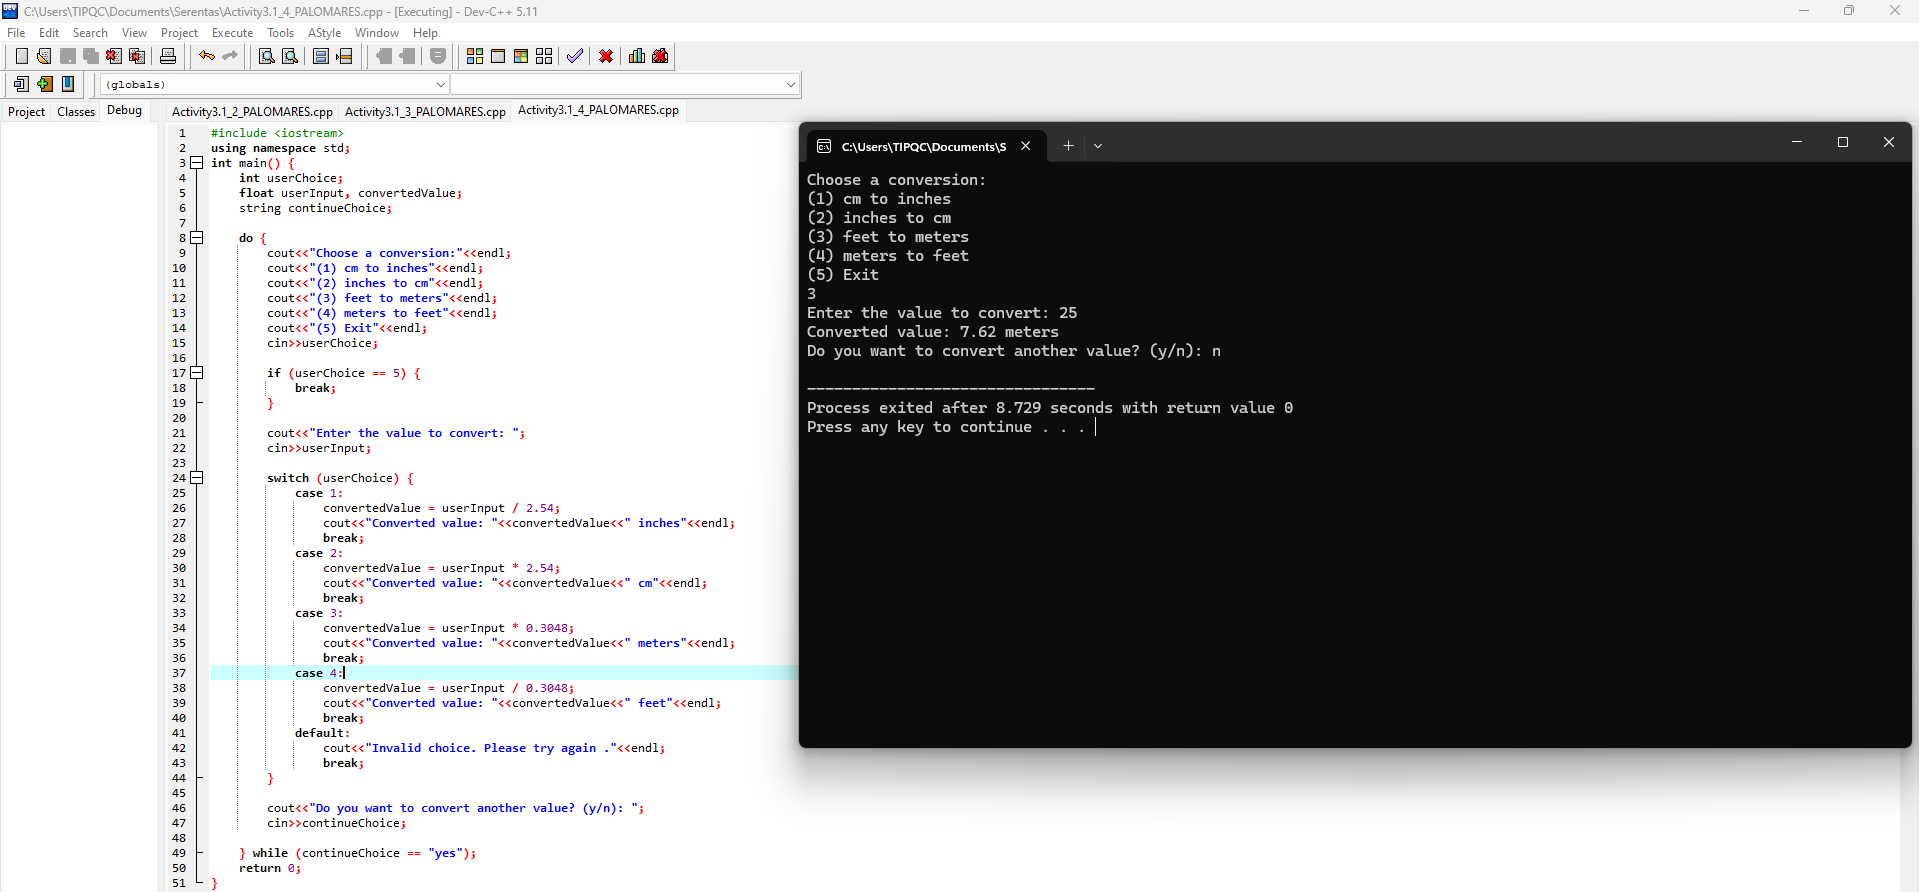 C:\Users\TIPQC\Documents\Serentas\Activity3.1_4_PALOMARES.cpp - [Executing] - Dev-C++ 5.11
File Edit Search View Project Execute Tools AStyle Window Help
(globals)
Project Classes Debug
Activity3.1_2_PALOMARES.cpp Activity3.1_3_PALOMARES.cpp Activity3.1_4_PALOMARES.cpp
1 #include <iostream>
2 using namespace std;
3 int main() {
4 int userChoice;
5 float userInput, convertedValue;
6 string continueChoice;
7
8 do {
9 cout<<"Choose a conversion:"<<endl;
10 cout<<"(1) cm to inches"<<endl;
11 cout<<"(2) inches to cm"<<endl;
12 cout<<"(3) feet to meters"<<endl;
13 cout<<"(4) meters to feet"<<endl;
14 cout<<"(5) Exit"<<endl;
15 cin>>userChoice;
16
17 if (userChoice == 5) {
18 break;
19 }
20
21 cout<<"Enter the value to convert: ";
22 cin>>userInput;
23
24 switch (userChoice) {
25 case 1:
26 convertedValue = userInput / 2.54;
27 cout<<"Converted value: "<<convertedValue<<" inches"<<endl;
28 break;
29 case 2:
30 convertedValue = userInput * 2.54;
31 cout<<"Converted value: "<<convertedValue<<" cm"<<endl;
32 break;
33 case 3:
34 convertedValue = userInput * 0.3048;
35 cout<<"Converted value: "<<convertedValue<<" meters"<<endl;
36 break;
37 case 4:
38 convertedValue = userInput / 0.3048;
39 cout<<"Converted value: "<<convertedValue<<" feet"<<endl;
40 break;
41 default:
42 cout<<"Invalid choice. Please try again ."<<endl;
43 break;
44 }
45
46 cout<<"Do you want to convert another value? (y/n): ";
47 cin>>continueChoice;
48
49 } while (continueChoice == "yes");
50 return 0;
51 }
C:\Users\TIPQC\Documents\S
Choose a conversion:
(1) cm to inches
(2) inches to cm
(3) feet to meters
(4) meters to feet
(5) Exit
3
Enter the value to convert: 25
Converted value: 7.62 meters
Do you want to convert another value? (y/n): n
--------------------------------
Process exited after 8.729 seconds with return value 0
Press any key to continue . . .